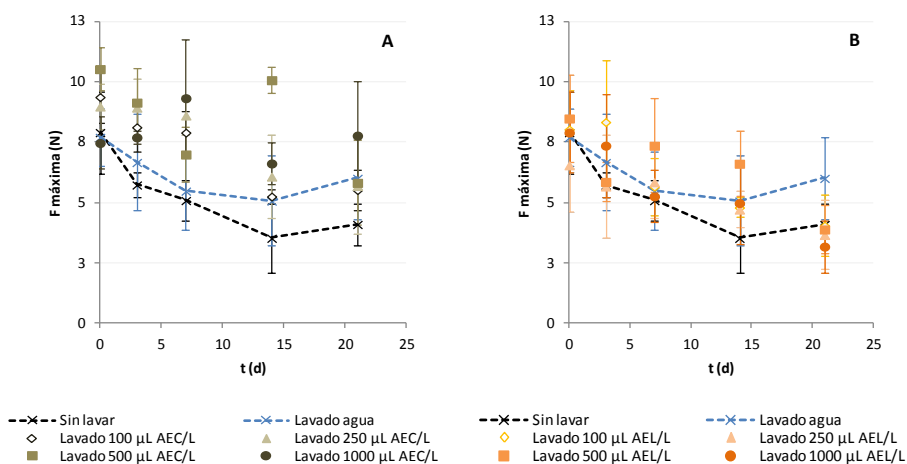 A
B
13
10
8
5
3
0
F máxima (N)
0
5
10
15
20
25
t (d)
13
10
8
5
3
0
F máxima (N)
0
5
10
15
20
25
t (d)
Sin lavar
Lavado agua
Lavado 100 µL AEC/L
Lavado 250 µL AEC/L
Lavado 500 µL AEC/L
Lavado 1000 µL AEC/L
Sin lavar
Lavado agua
Lavado 100 µL AEL/L
Lavado 250 µL AEL/L
Lavado 500 µL AEL/L
Lavado 1000 µL AEL/L